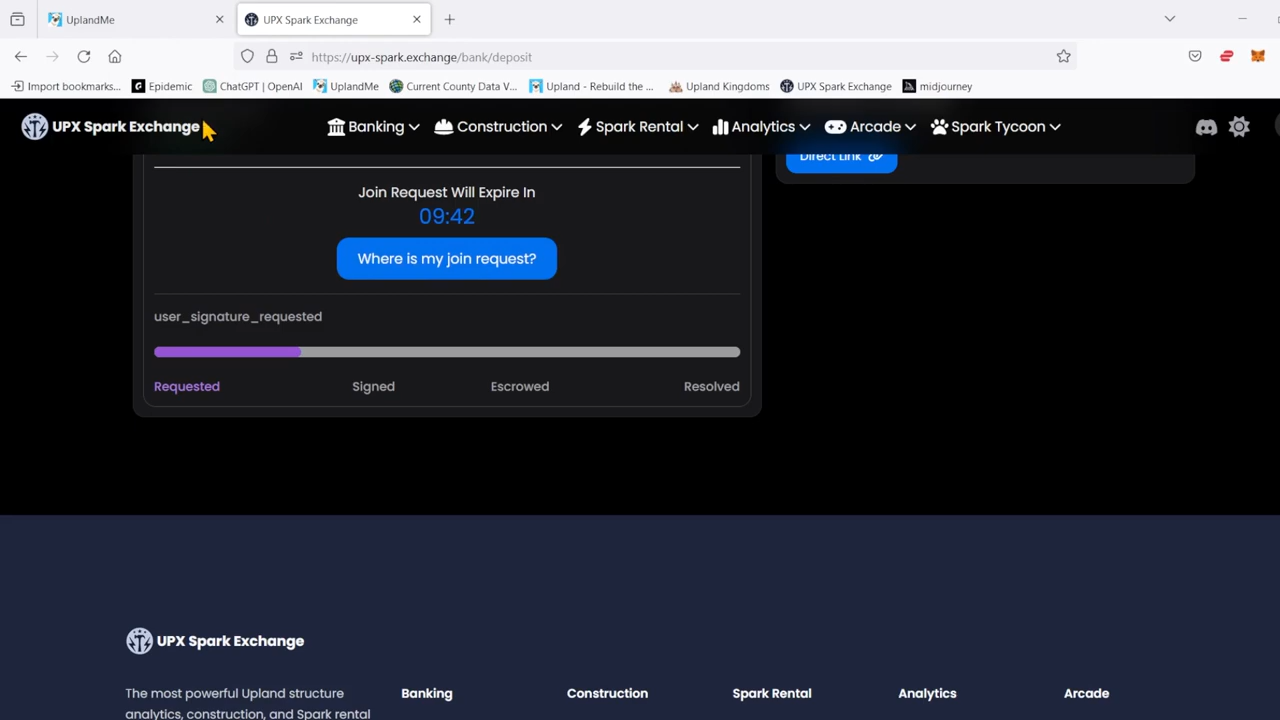 UplandMe
UPX Spark Exchange
https://upx-spark.exchange/bank/deposit
Import bookmarks...
Epidemic
ChatGPT | OpenAI
UplandMe
Current County Data V...
Upland - Rebuild the ...
Upland Kingdoms
UPX Spark Exchange
midjourney
UPX Spark Exchange
Banking
Construction
Spark Rental
Analytics
Arcade
Spark Tycoon
Direct Link
Join Request Will Expire In
09:42
Where is my join request?
user_signature_requested
Requested
Signed
Escrowed
Resolved
UPX Spark Exchange
The most powerful Upland structure
analytics, construction, and Spark rental
Banking
Construction
Spark Rental
Analytics
Arcade